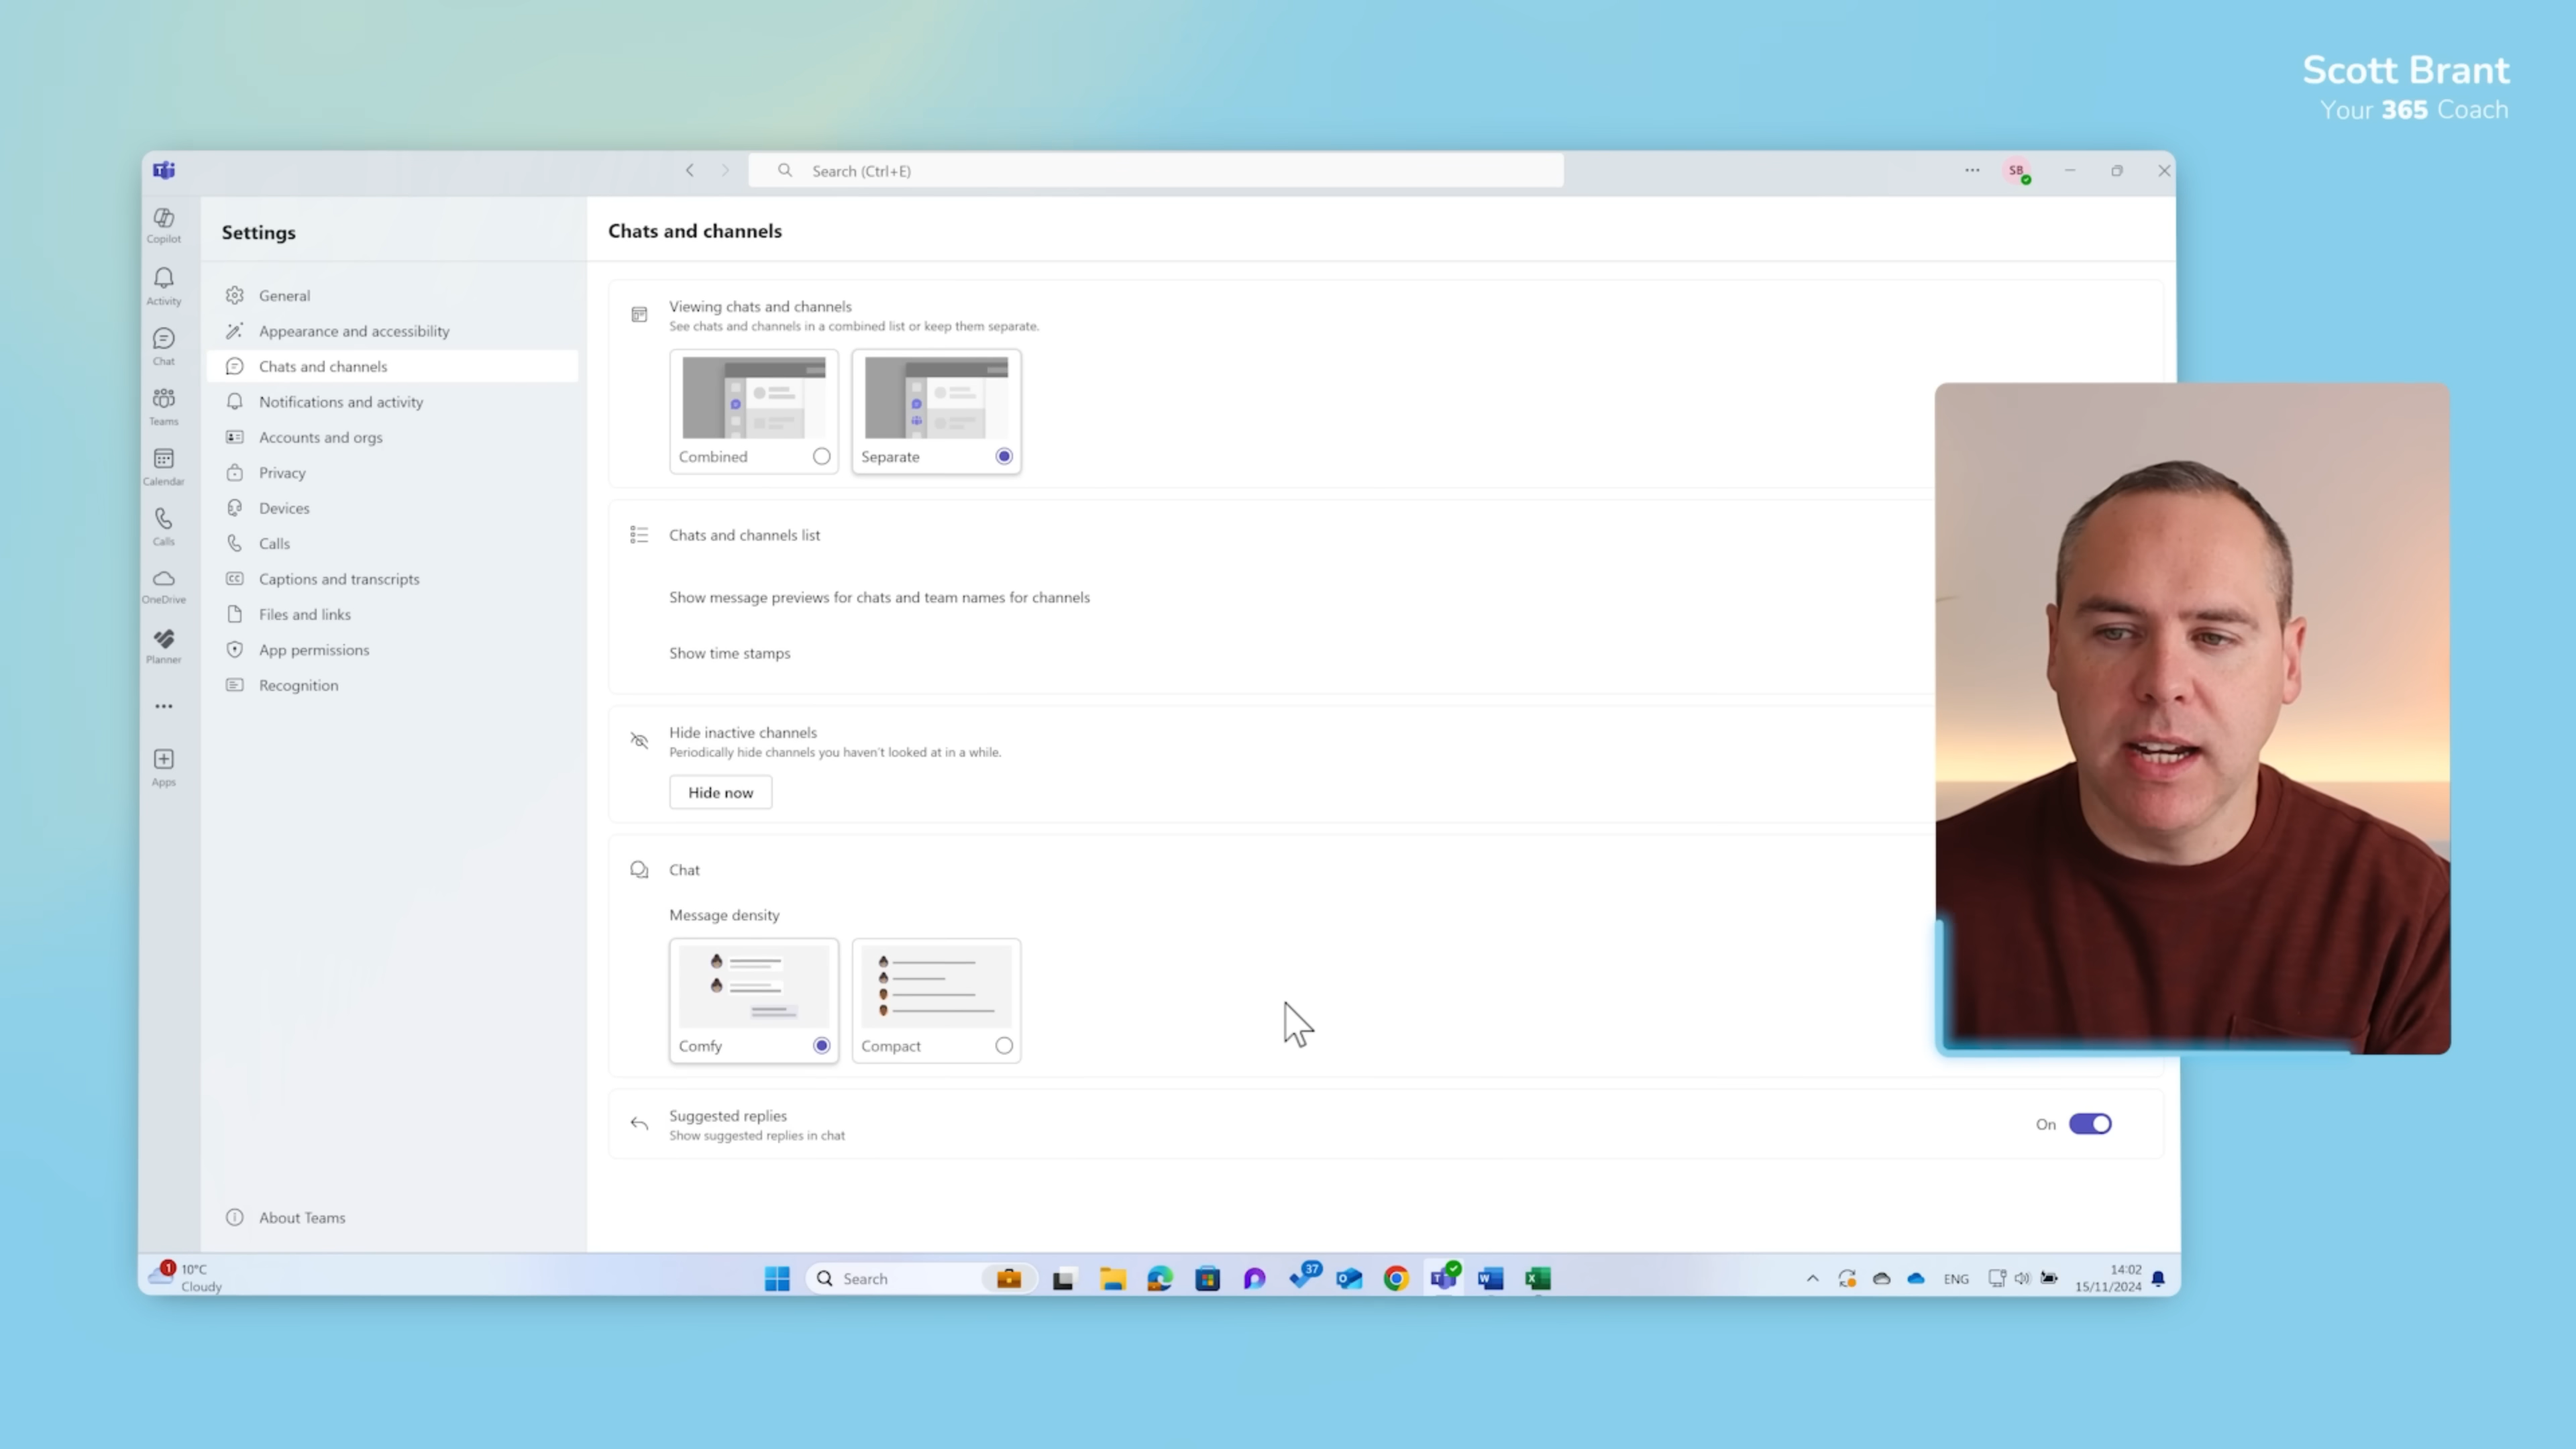 Scott Brant
Your 365 Coach
Search (Ctrl+E)
SB
Copilot
Activity
Chat
Teams
Calendar
Calls
OneDrive
Planner
Apps
Settings
General
Appearance and accessibility
Chats and channels
Notifications and activity
Accounts and orgs
Privacy
Devices
Calls
Captions and transcripts
Files and links
App permissions
Recognition
About Teams
Chats and channels
Viewing chats and channels
See chats and channels in a combined list or keep them separate.
Combined
Separate
Chats and channels list
Show message previews for chats and team names for channels
Show time stamps
Hide inactive channels
Periodically hide channels you haven't looked at in a while.
Hide now
Chat
Message density
Comfy
Compact
Suggested replies
Show suggested replies in chat
On
1
10°C
Cloudy
Search
37
ENG
14:02
15/11/2024